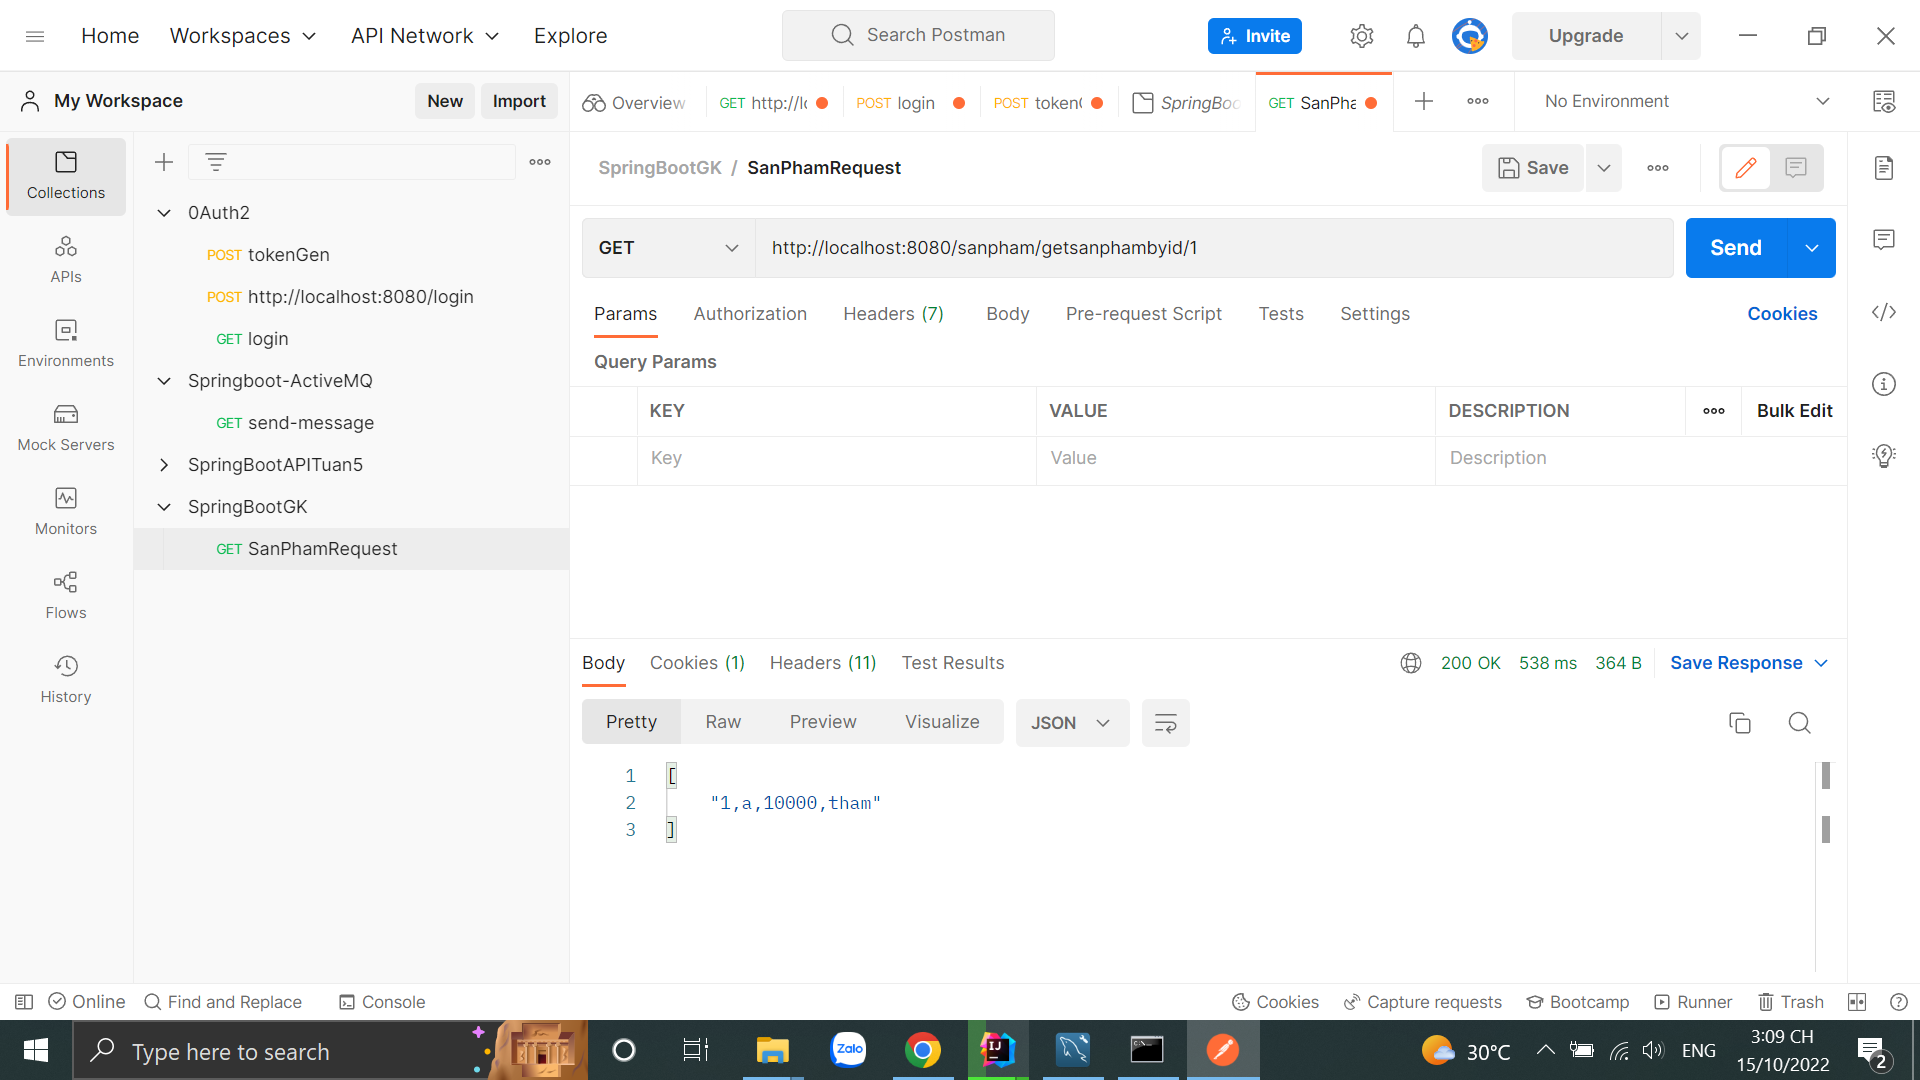 Home Workspaces API Network Explore Search Postman Invite Upgrade
My Workspace New Import Overview GET http://l POST login POST token SpringBoo GET SanPha No Environment
Collections
APIs
Environments
Mock Servers
Monitors
Flows
History
0Auth2
POST tokenGen
POST http://localhost:8080/login
GET login
Springboot-ActiveMQ
GET send-message
SpringBootAPITuan5
SpringBootGK
GET SanPhamRequest
SpringBootGK / SanPhamRequest Save
GET http://localhost:8080/sanpham/getsanphambyid/1 Send
Params Authorization Headers (7) Body Pre-request Script Tests Settings Cookies
Query Params
KEY VALUE DESCRIPTION Bulk Edit
Key Value Description
Body Cookies (1) Headers (11) Test Results 200 OK 538 ms 364 B Save Response
Pretty Raw Preview Visualize JSON
1 [
2 "1,a,10000,tham"
3 ]
Online Find and Replace Console Cookies Capture requests Bootcamp Runner Trash
Type here to search Zalo IJ 30°C ENG 3:09 CH
15/10/2022 2